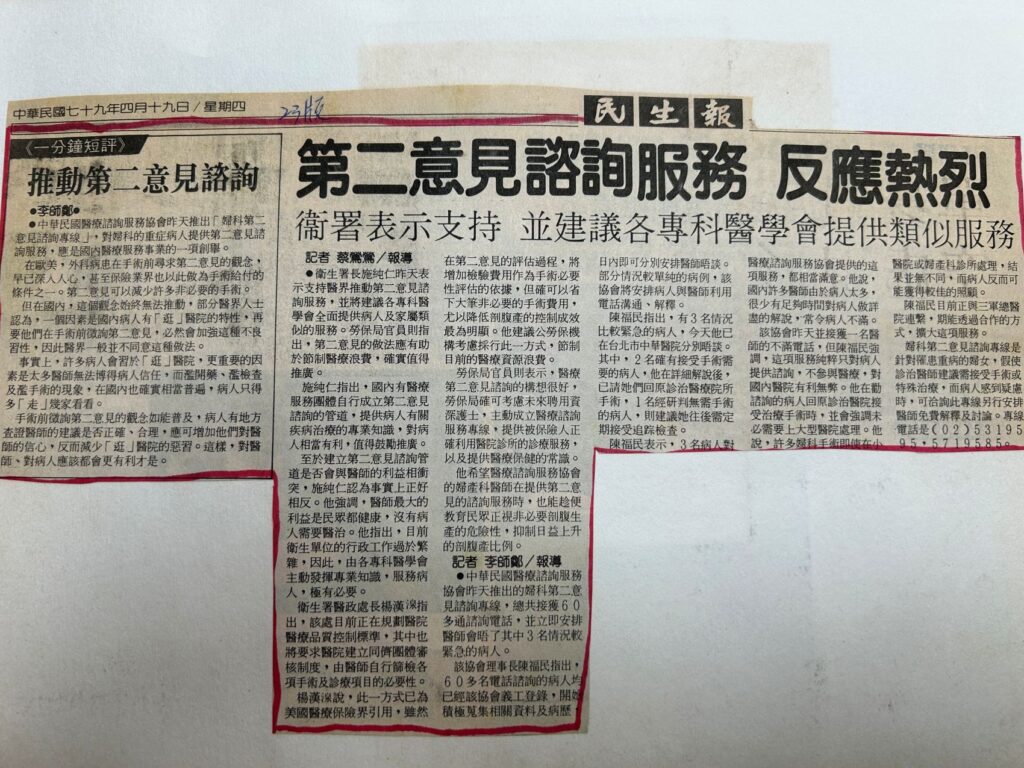 中華民國七十九年四月十九日／星期四
23版
民生報
《一分鐘短評》
推動第二意見諮詢
●李師鄭●
●中華民國醫療諮詢服務協會昨天推出「婦科第二
意見諮詢專線」，對婦科的重症病人提供第二意見諮
詢服務，應是國內醫療服務事業的一項創舉。
在歐美，外科病患在手術前尋求第二意見的觀念，
早已深入人心，甚至保險業界也以此做為手術給付的
條件之一。第二意見可以減少許多非必要的手術。
但在國內，這個觀念始終無法推動，部分醫界人士
認為，一個因素是國內病人有「逛」醫院的特性，再
要他們在手術前徵詢第二意見，必然會加強這種不良
習性，因此醫界一般並不同意這種做法。
事實上，許多病人會習於「逛」醫院，更重要的因
素是太多醫師無法博得病人信任，而濫開藥、濫檢查
及濫手術的現象，在國內也確實相當普遍，病人只得
多「走」幾家看看。
手術前徵詢第二意見的觀念如能普及，病人有地方
查證醫師的建議是否正確、合理，應可增加他們對醫
師的信心，反而減少「逛」醫院的惡習。這樣，對醫
師、對病人應該都會更有利才是。
第二意見諮詢服務 反應熱烈
衛署表示支持 並建議各專科醫學會提供類似服務
記者 蔡鶯鶯／報導
●衛生署長施純仁昨天表
示支持醫界推動第二意見諮
詢服務，並將建議各專科醫
學會全面提供病人及家屬類
似的服務。勞保局官員則指
出，第二意見的做法應有助
於節制醫療浪費，確實值得
推廣。
施純仁指出，國內有醫療
服務團體自行成立第二意見
諮詢的管道，提供病人有關
疾病治療的專業知識，對病
人相當有利，值得鼓勵推廣。
至於建立第二意見諮詢管
道是否會與醫師的利益相衝
突，施純仁認為事實上正好
相反。他強調，醫師最大的
利益是民眾都健康，沒有病
人需要醫治。他指出，目前
衛生單位的行政工作過於繁
雜，因此，由各專科醫學會
主動發揮專業知識，服務病
人，極有必要。
衛生署醫政處長楊漢湶指
出，該處目前正在規劃醫院
醫療品質控制標準，其中也
將要求醫院建立同儕團體審
核制度，由醫師自行篩檢各
項手術及診療項目的必要性。
楊漢湶說，此一方式已為
美國醫療保險界引用，雖然
在第二意見的評估過程，將
增加檢驗費用作為手術必要
性評估的依據，但確可以省
下大筆非必要的手術費用，
尤以降低剖腹產的控制成效
最為明顯。他建議公勞保機
構考慮採行此一方式，節制
目前的醫療資源浪費。
勞保局官員則表示，醫療
第二意見諮詢的構想很好，
勞保局確可考慮未來聘用資
深護士，主動成立醫療諮詢
服務專線，提供被保險人正
確利用醫院診所的診療服務，
以及提供醫療保健的常識。
他希望醫療諮詢服務協會
的婦產科醫師在提供第二意
見的諮詢服務時，也能趁便
教育民眾正視非必要剖腹生
產的危險性，抑制日益上升
的剖腹產比例。
記者 李師鄭／報導
●中華民國醫療諮詢服務
協會昨天推出的婦科第二意
見諮詢專線，總共接獲６０
多通諮詢電話，並立即安排
醫師會晤了其中３名情況較
緊急的病人。
該協會理事長陳福民指出，
６０多名電話諮詢的病人均
已經該協會義工登錄，開始
積極蒐集相關資料及病歷，
日內即可分別安排醫師晤談。
部分情況較單純的病例，該
協會將安排病人與醫師利用
電話溝通、解釋。
陳福民指出，有３名情況
比較緊急的病人，今天他已
在台北市中華醫院分別晤談。
其中，２名確有接受手術需
要的病人，他在詳細解說後，
已請她們回原診治醫療院所
手術，１名經研判無需手術
的病人，則建議她往後需定
期接受追踪檢查。
陳福民表示，３名病人對
醫療諮詢服務協會提供的這
項服務，都相當滿意。他說，
國內許多醫師由於病人太多，
很少有足夠時間對病人做詳
盡的解說，常令病人不滿。
該協會昨天並接獲一名醫
師的不滿電話，但陳福民強
調，這項服務純粹只對病人
提供諮詢，不參與醫療，對
國內醫院有利無弊。他在勸
諮詢的病人回原診治醫院接
受治療手術時，並會強調未
必需要上大型醫院處理。他
說，許多婦科手術即使在小
醫院或婦產科診所處理，結
果並無不同，而病人反而可
能獲得較佳的照顧。
陳福民目前正與三軍總醫
院連繫，期能透過合作的方
式，擴大這項服務。
婦科第二意見諮詢專線是
針對罹患重病的婦女，假使
診治醫師建議需接受手術或
特殊治療，而病人感到疑慮
時，可洽詢此專線另行安排
醫師免費解釋及討論。專線
電話是（０２）５３１９５
９５・５７１９５８５。